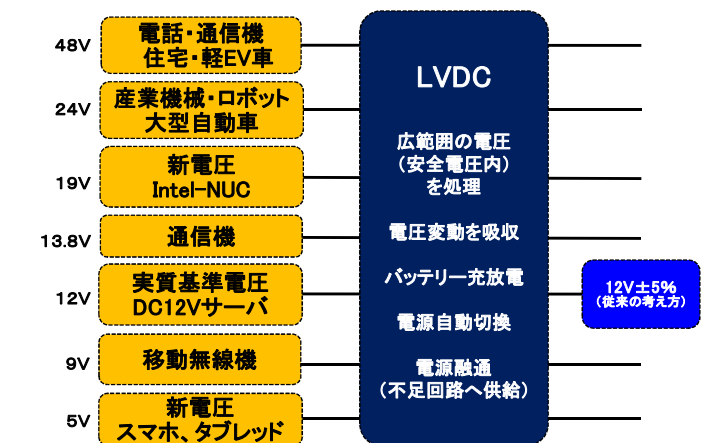 48V
電話・通信機
住宅・軽EV車
24V
産業機械・ロボット
大型自動車
19V
新電圧
Intel-NUC
13.8V
通信機
12V
実質基準電圧
DC12Vサーバ
9V
移動無線機
5V
新電圧
スマホ、タブレッド
LVDC
広範囲の電圧
（安全電圧内）
を処理
電圧変動を吸収
バッテリー充放電
電源自動切換
電源融通
（不足回路へ供給）
12V±5%
（従来の考え方）